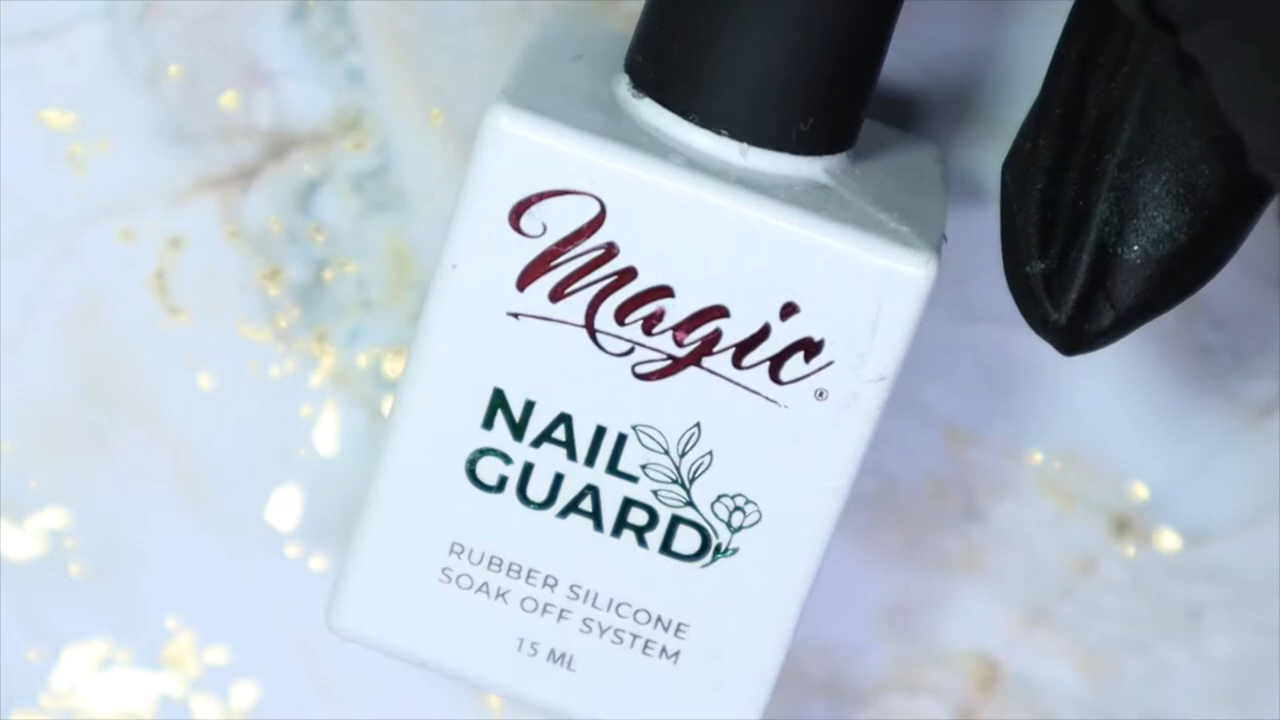 Magic®
NAIL
GUARD
RUBBER SILICONE
SOAK OFF SYSTEM
15 ML